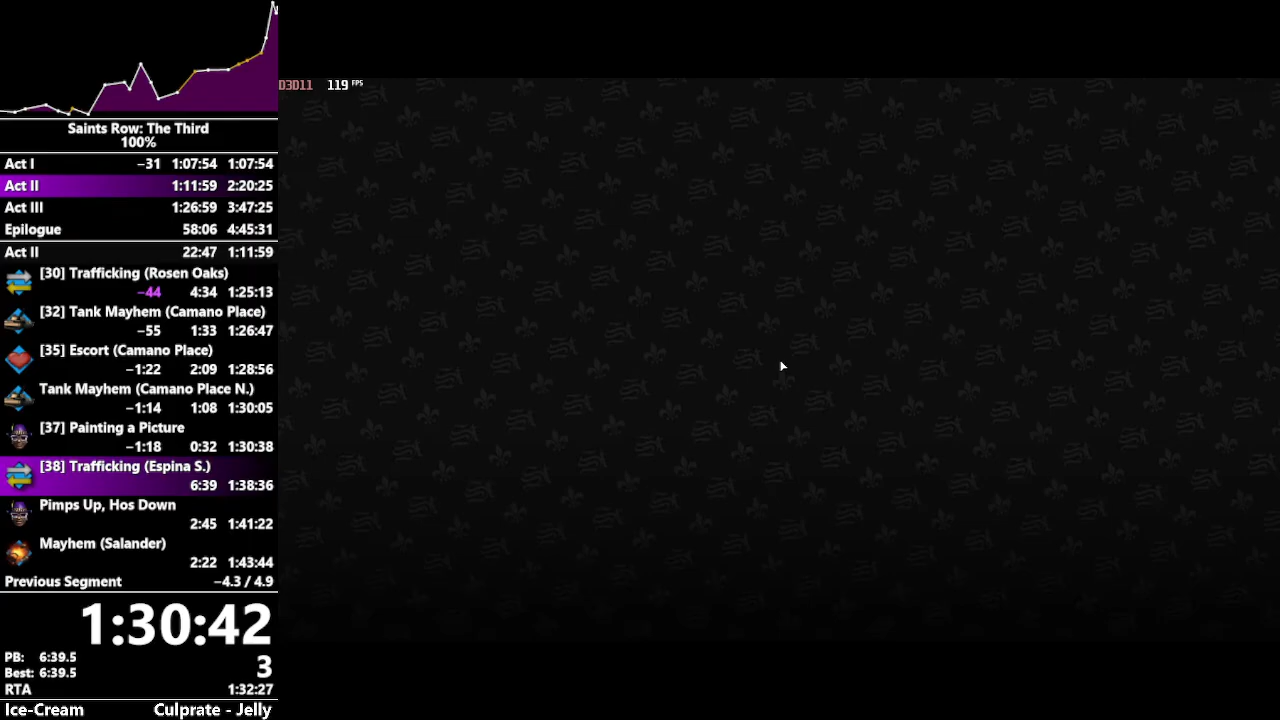 D3D11 119 FPS
Saints Row: The Third
100%
Act I −31 1:07:54 1:07:54
Act II 1:11:59 2:20:25
Act III 1:26:59 3:47:25
Epilogue 58:06 4:45:31
Act II 22:47 1:11:59
[30] Trafficking (Rosen Oaks)
−44 4:34 1:25:13
[32] Tank Mayhem (Camano Place)
−55 1:33 1:26:47
[35] Escort (Camano Place)
−1:22 2:09 1:28:56
Tank Mayhem (Camano Place N.)
−1:14 1:08 1:30:05
[37] Painting a Picture
−1:18 0:32 1:30:38
[38] Trafficking (Espina S.)
6:39 1:38:36
Pimps Up, Hos Down
2:45 1:41:22
Mayhem (Salander)
2:22 1:43:44
Previous Segment −4.3 / 4.9
1:30:42
PB: 6:39.5
3
Best: 6:39.5
RTA 1:32:27
Ice-Cream Culprate - Jelly